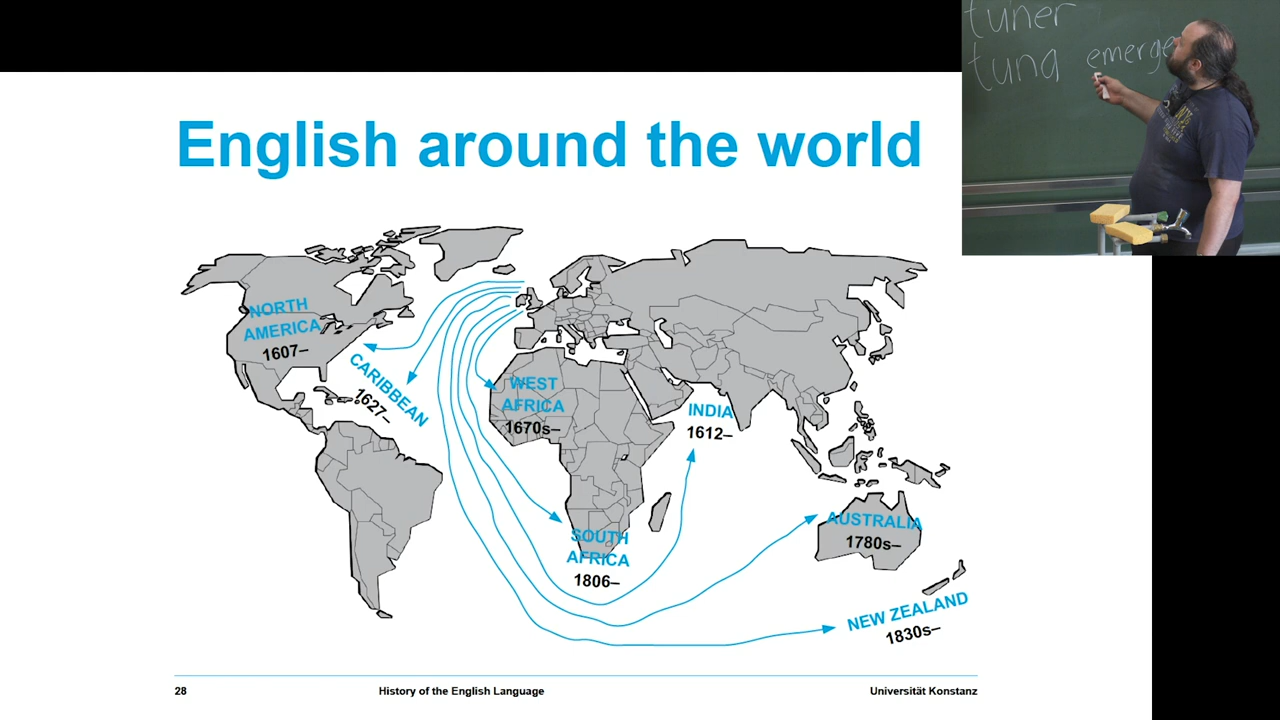 English around the world
tuner
tuna emerge
NORTH
AMERICA
1607–
CARIBBEAN
1627–
WEST
AFRICA
1670s–
INDIA
1612–
SOUTH
AFRICA
1806–
AUSTRALIA
1780s–
NEW ZEALAND
1830s–
28 History of the English Language Universität Konstanz